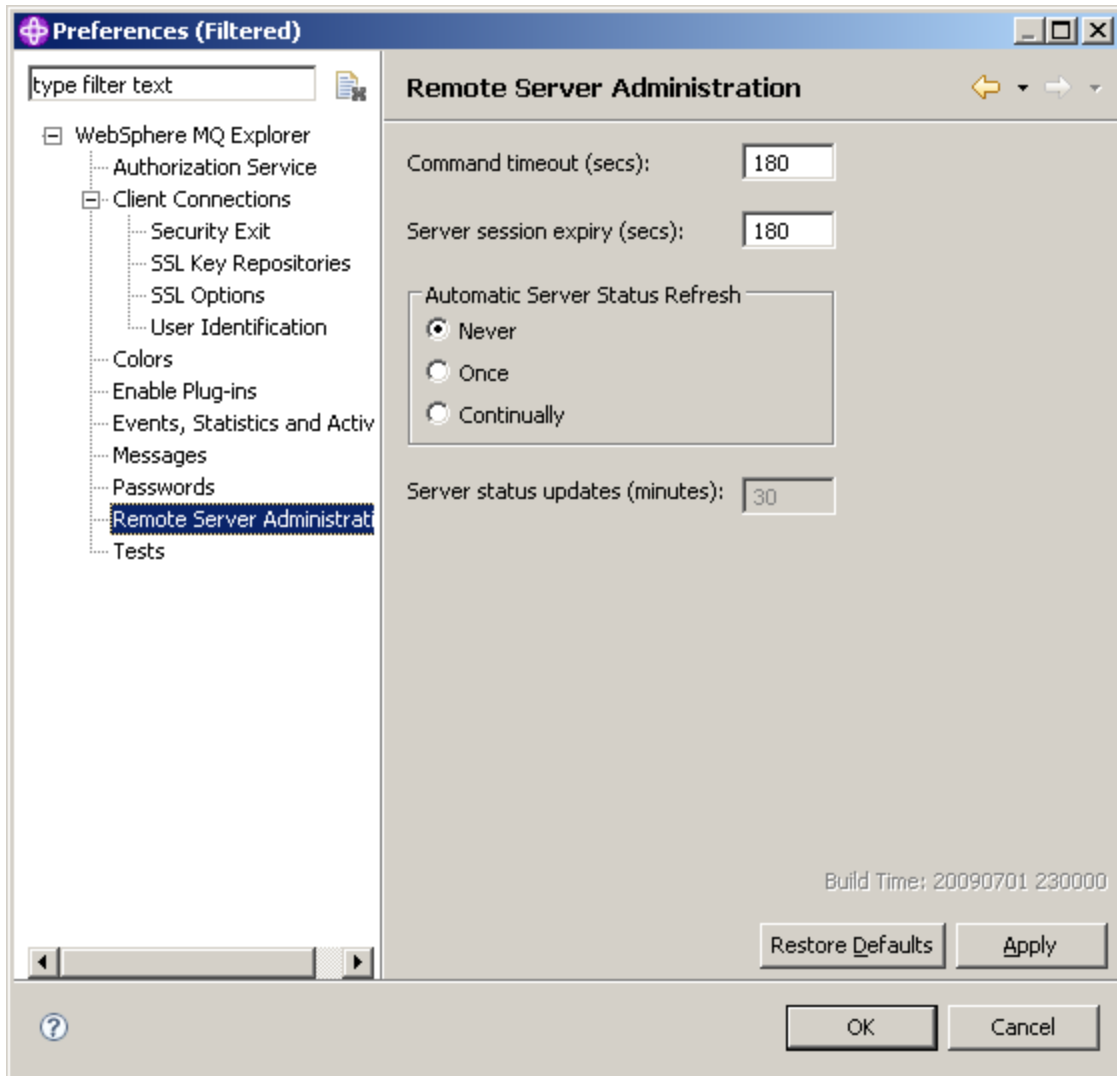 Preferences (Filtered)
type filter text
WebSphere MQ Explorer
Authorization Service
Client Connections
Security Exit
SSL Key Repositories
SSL Options
User Identification
Colors
Enable Plug-ins
Events, Statistics and Activ
Messages
Passwords
Remote Server Administrati
Tests
Remote Server Administration
Command timeout (secs): 180
Server session expiry (secs): 180
Automatic Server Status Refresh
Never
Once
Continually
Server status updates (minutes): 30
Build Time: 20090701 230000
Restore Defaults Apply
? OK Cancel